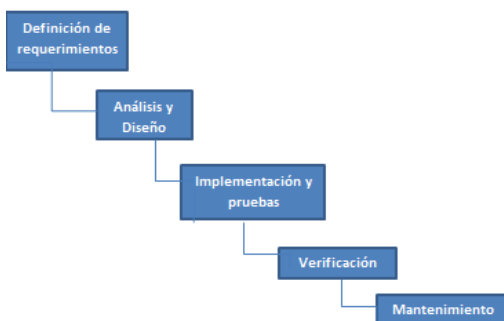 Definición de
requerimientos
Análisis y
Diseño
Implementación y
pruebas
Verificación
Mantenimiento